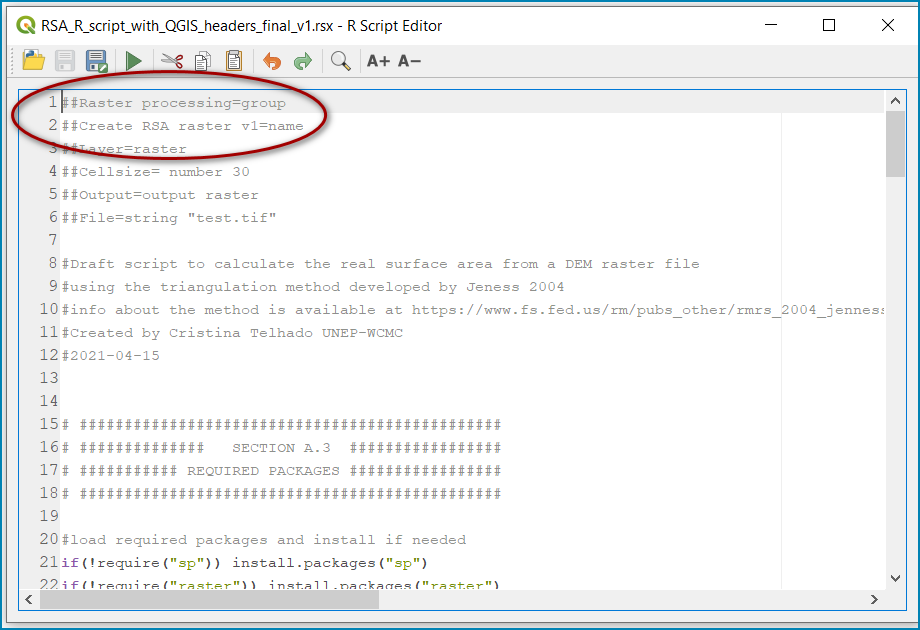 RSA_R_script_with_QGIS_headers_final_v1.rsx - R Script Editor
A+ A−
1 ##Raster processing=group
2 ##Create RSA raster v1=name
3 ##Layer=raster
4 ##Cellsize= number 30
5 ##Output=output raster
6 ##File=string "test.tif"
7
8 #Draft script to calculate the real surface area from a DEM raster file
9 #using the triangulation method developed by Jeness 2004
10 #info about the method is available at https://www.fs.fed.us/rm/pubs_other/rmrs_2004_jenness
11 #Created by Cristina Telhado UNEP-WCMC
12 #2021-04-15
13
14
15 # ###############################################
16 # ##############   SECTION A.3  #################
17 # ########### REQUIRED PACKAGES #################
18 # ###############################################
19
20 #load required packages and install if needed
21 if(!require("sp")) install.packages("sp")
22 if(!require("raster")) install.packages("raster")